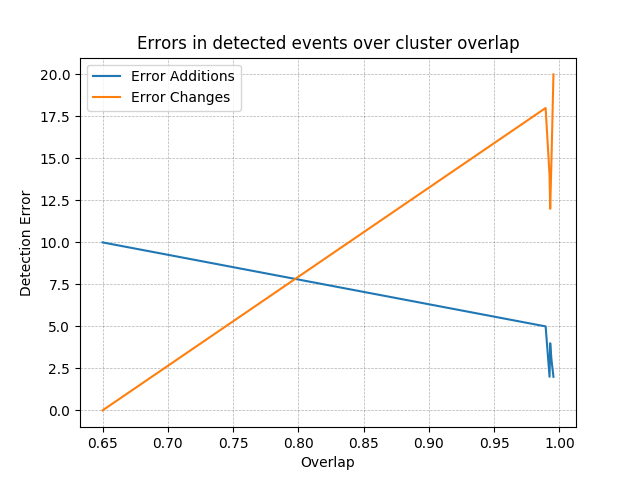 Errors in detected events over cluster overlap
Error Additions
Error Changes
20.0
17.5
15.0
12.5
10.0
7.5
5.0
2.5
0.0
Detection Error
0.65 0.70 0.75 0.80 0.85 0.90 0.95 1.00
Overlap